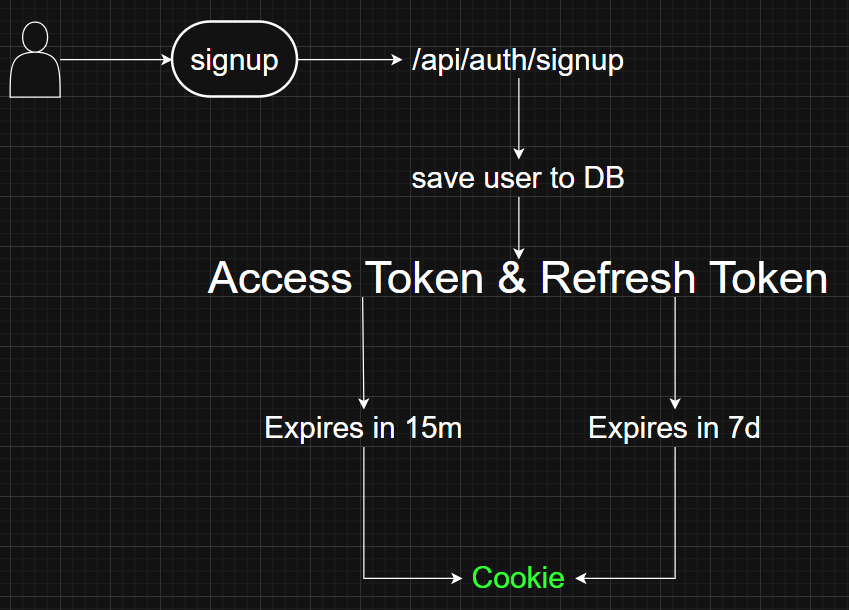 signup
/api/auth/signup
save user to DB
Access Token & Refresh Token
Expires in 15m
Expires in 7d
Cookie